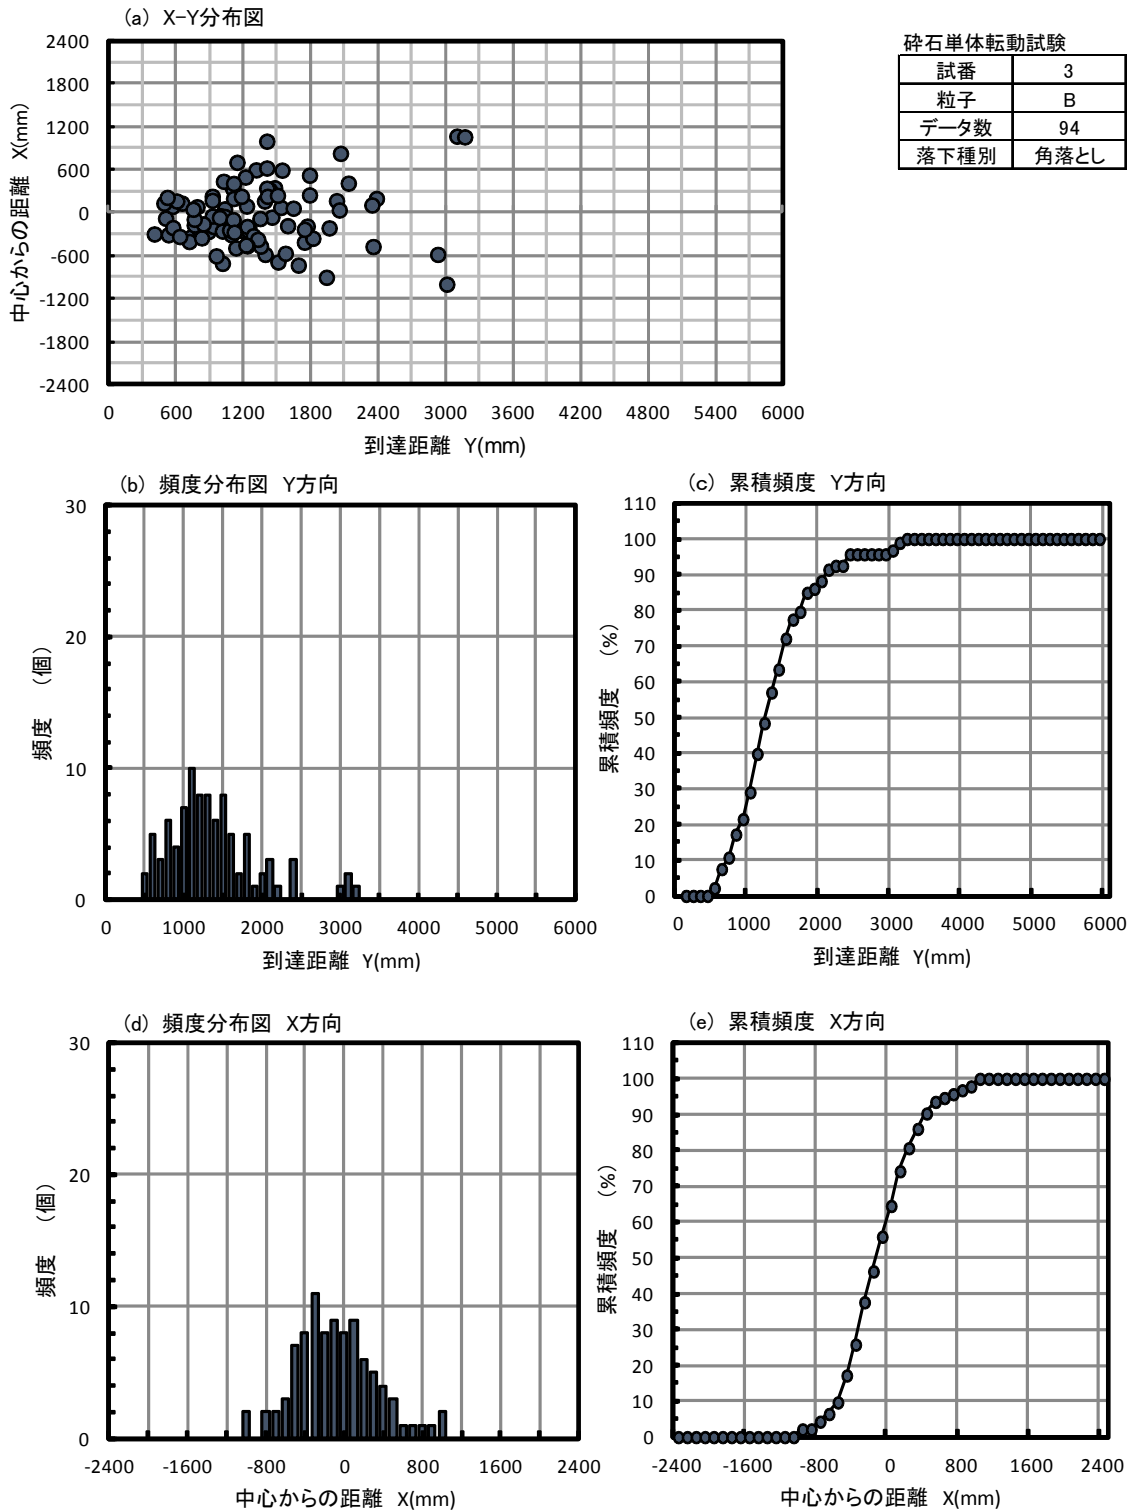 (a) X-Y分布図
2400
1800
1200
600
0
-600
-1200
-1800
-2400
中心からの距離 X(mm)
0 600 1200 1800 2400 3000 3600 4200 4800 5400 6000
到達距離 Y(mm)
砕石単体転動試験
試番 3
粒子 B
データ数 94
落下種別 角落とし
(b) 頻度分布図 Y方向
30
20
10
0
頻度 (個)
0 1000 2000 3000 4000 5000 6000
到達距離 Y(mm)
(c) 累積頻度 Y方向
110
100
90
80
70
60
50
40
30
20
10
0
累積頻度 (%)
0 1000 2000 3000 4000 5000 6000
到達距離 Y(mm)
(d) 頻度分布図 X方向
30
20
10
0
頻度 (個)
-2400 -1600 -800 0 800 1600 2400
中心からの距離 X(mm)
(e) 累積頻度 X方向
110
100
90
80
70
60
50
40
30
20
10
0
累積頻度 (%)
-2400 -1600 -800 0 800 1600 2400
中心からの距離 X(mm)